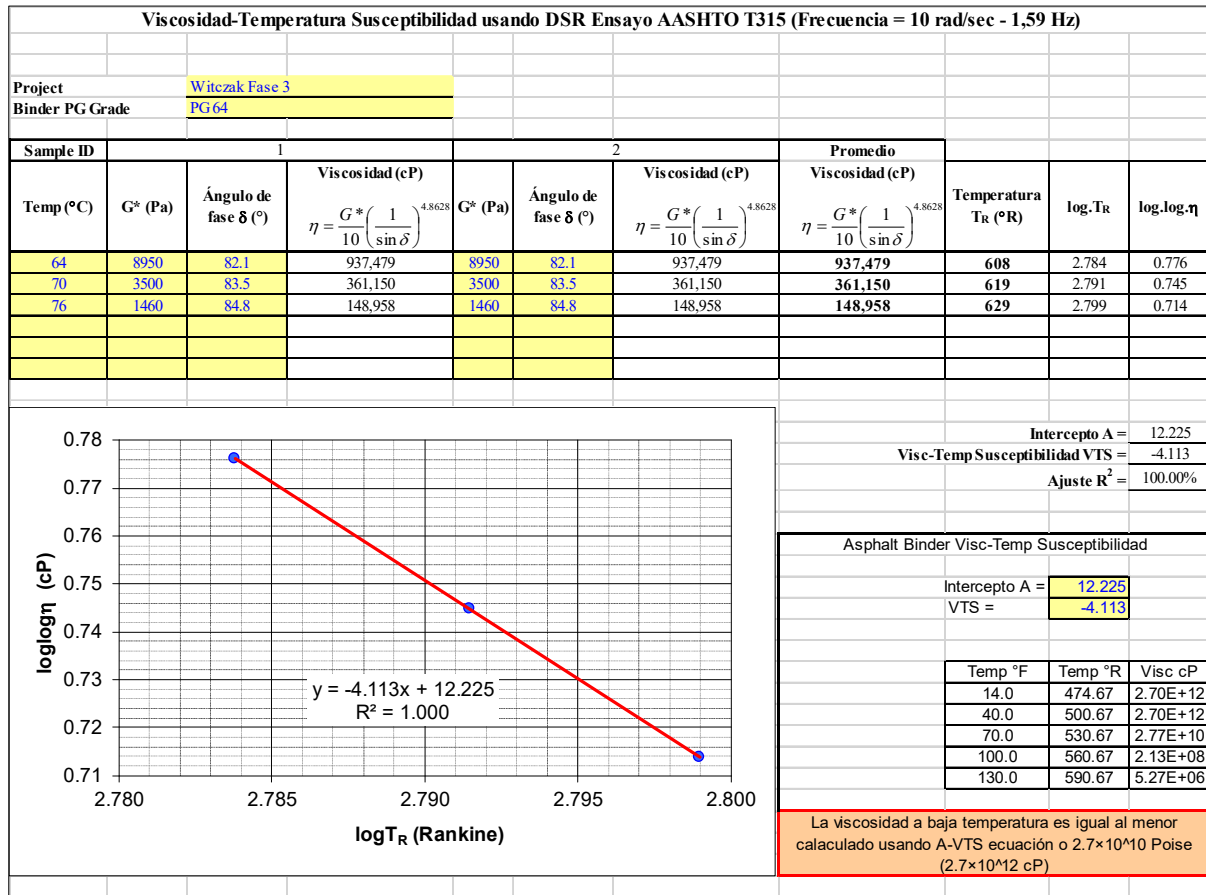 Viscosidad-Temperatura Susceptibilidad usando DSR Ensayo AASHTO T315 (Frecuencia = 10 rad/sec - 1,59 Hz)
Project Witczak Fase 3
Binder PG Grade PG 64
Sample ID 1 2 Promedio
Temp (°C) G* (Pa) Ángulo de fase δ (°) Viscosidad (cP) η = G*/10 (1/sin δ)^4.8628 G* (Pa) Ángulo de fase δ (°) Viscosidad (cP) η = G*/10 (1/sin δ)^4.8628 Viscosidad (cP) η = G*/10 (1/sin δ)^4.8628 Temperatura TR (°R) log.TR log.log.η
64 8950 82.1 937,479 8950 82.1 937,479 937,479 608 2.784 0.776
70 3500 83.5 361,150 3500 83.5 361,150 361,150 619 2.791 0.745
76 1460 84.8 148,958 1460 84.8 148,958 148,958 629 2.799 0.714
Intercepto A = 12.225
Visc-Temp Susceptibilidad VTS = -4.113
Ajuste R² = 100.00%
0.78
0.77
0.76
0.75
0.74
0.73
0.72
0.71
loglogη (cP)
y = -4.113x + 12.225
R² = 1.000
2.780 2.785 2.790 2.795 2.800
logTR (Rankine)
Asphalt Binder Visc-Temp Susceptibilidad
Intercepto A = 12.225
VTS = -4.113
Temp °F Temp °R Visc cP
14.0 474.67 2.70E+12
40.0 500.67 2.70E+12
70.0 530.67 2.77E+10
100.0 560.67 2.13E+08
130.0 590.67 5.27E+06
La viscosidad a baja temperatura es igual al menor
calaculado usando A-VTS ecuación o 2.7×10^10 Poise
(2.7×10^12 cP)